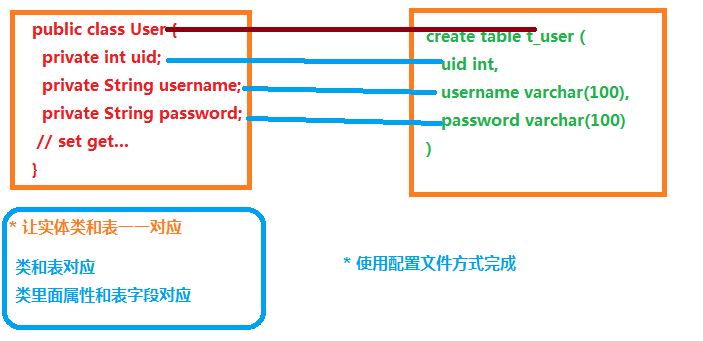 public class User {
private int uid;
private String username;
private String password;
// set get...
}
create table t_user (
uid int,
username varchar(100),
password varchar(100)
)
* 让实体类和表一一对应
类和表对应
类里面属性和表字段对应
* 使用配置文件方式完成